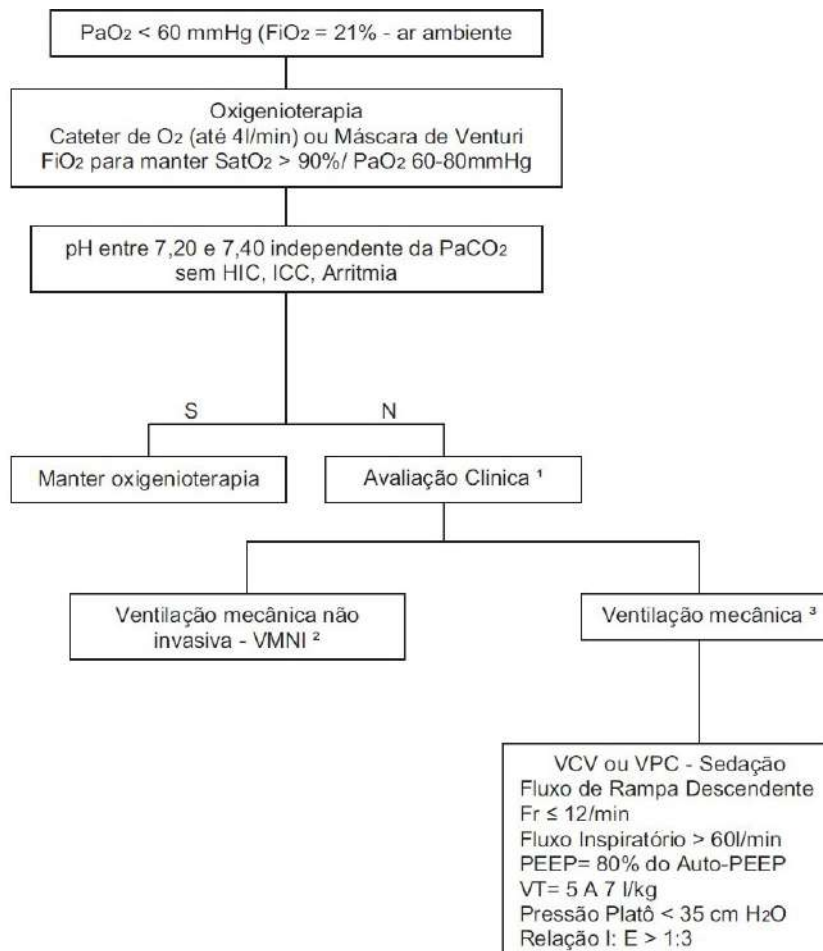 PaO₂ < 60 mmHg (FiO₂ = 21% - ar ambiente
Oxigenioterapia
Cateter de O₂ (até 4l/min) ou Máscara de Venturi
FiO₂ para manter SatO₂ > 90%/ PaO₂ 60-80mmHg
pH entre 7,20 e 7,40 independente da PaCO₂
sem HIC, ICC, Arritmia
S
N
Manter oxigenioterapia
Avaliação Clinica ¹
Ventilação mecânica não
invasiva - VMNI ²
Ventilação mecânica ³
VCV ou VPC - Sedação
Fluxo de Rampa Descendente
Fr ≤ 12/min
Fluxo Inspiratório > 60l/min
PEEP= 80% do Auto-PEEP
VT= 5 A 7 l/kg
Pressão Platô < 35 cm H₂O
Relação I: E > 1:3